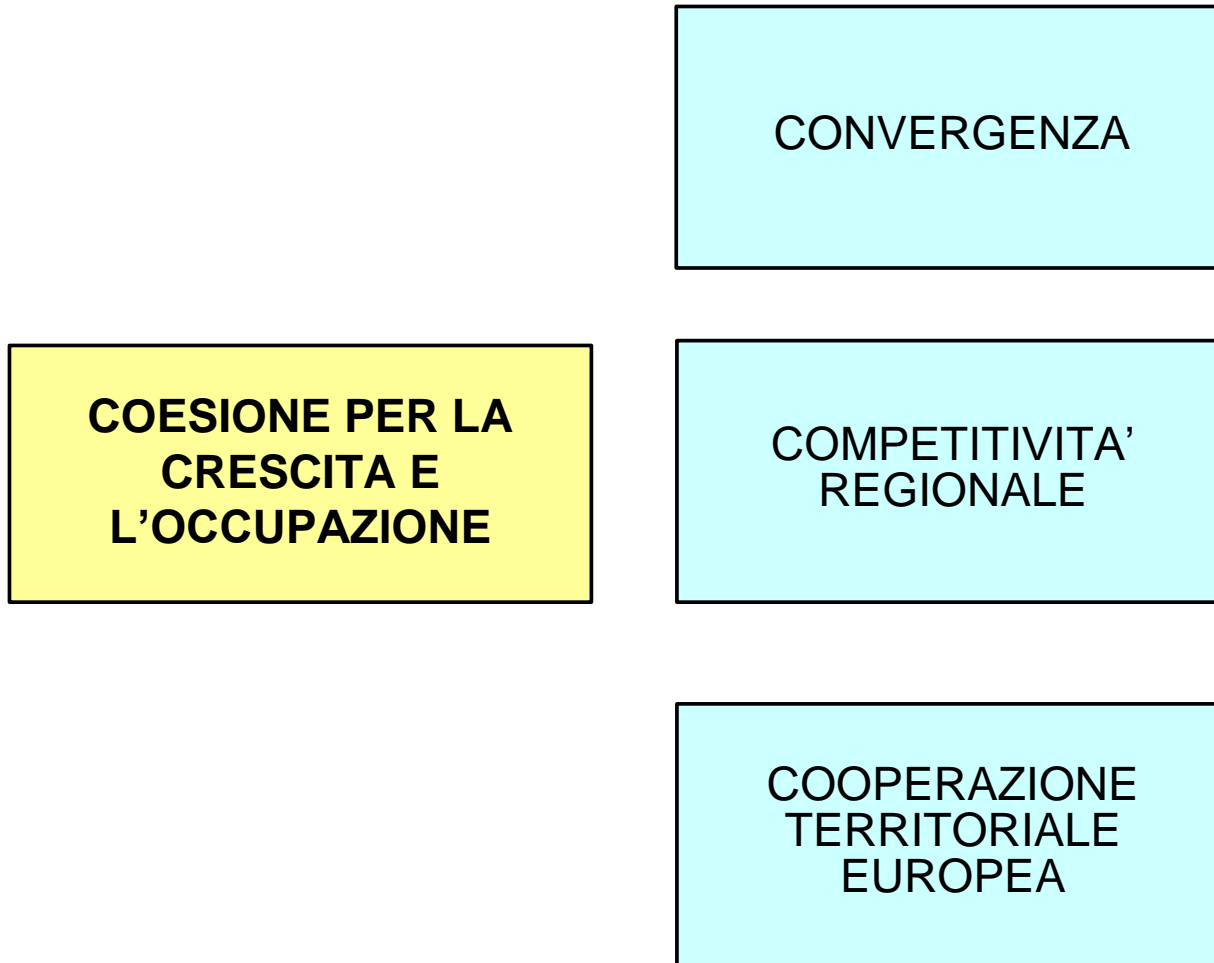 CONVERGENZA
COESIONE PER LA
CRESCITA E
L’OCCUPAZIONE
COMPETITIVITA’
REGIONALE
COOPERAZIONE
TERRITORIALE
EUROPEA